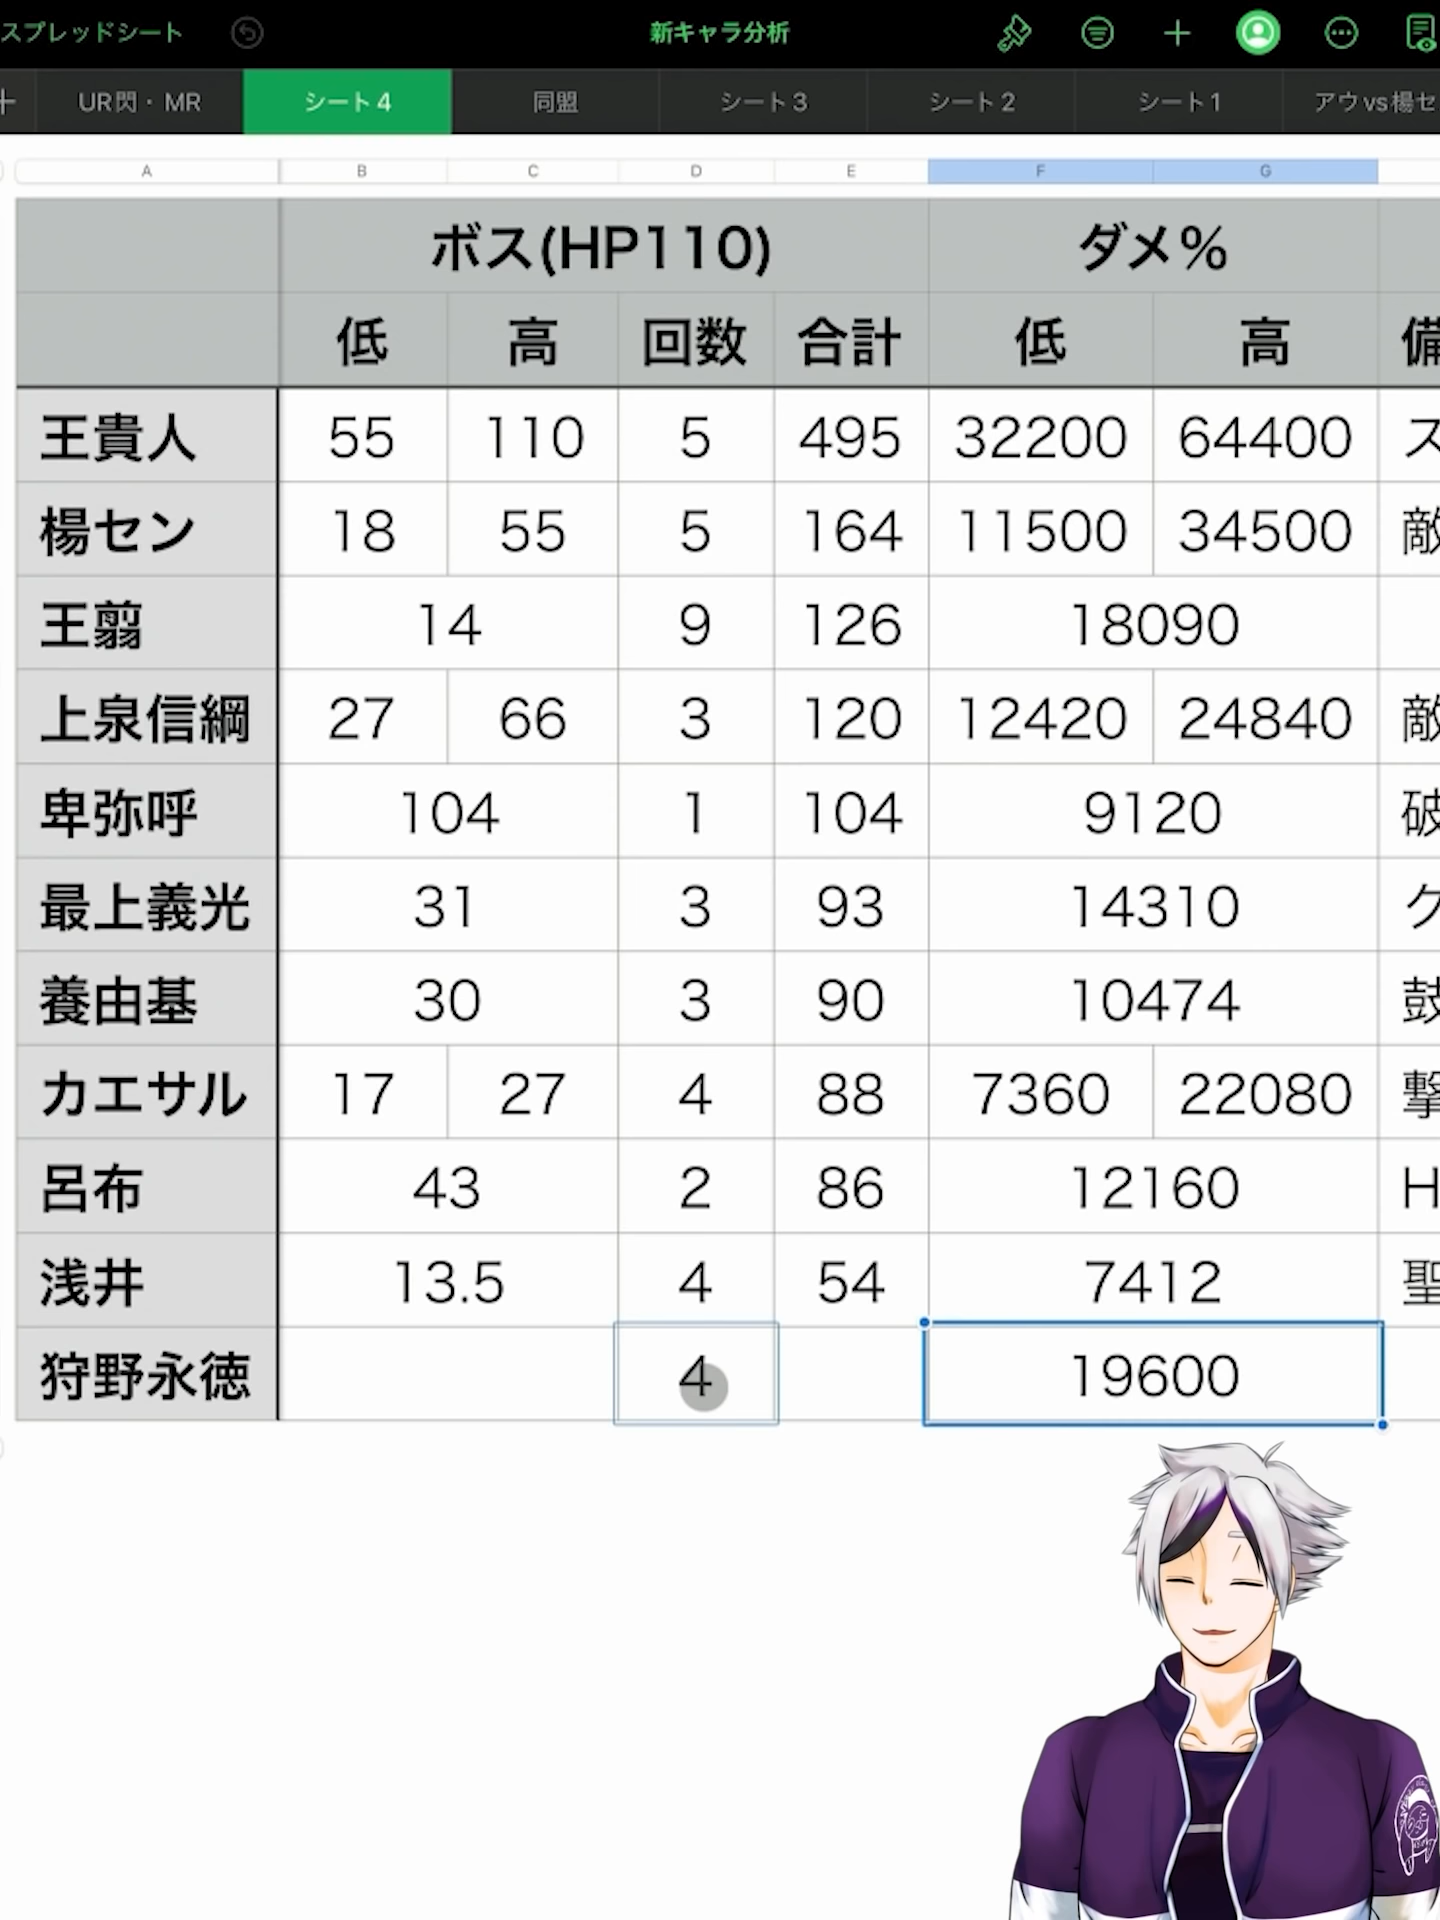 スプレッドシート 新キャラ分析
UR閃・MR シート4 同盟 シート3 シート2 シート1 アウvs楊セ
A B C D E F G
ボス(HP110) ダメ%
低 高 回数 合計 低 高 備
王貴人 55 110 5 495 32200 64400 ス
楊セン 18 55 5 164 11500 34500 敵
王翦 14 9 126 18090
上泉信綱 27 66 3 120 12420 24840 敵
卑弥呼 104 1 104 9120 破
最上義光 31 3 93 14310 ク
養由基 30 3 90 10474 鼓
カエサル 17 27 4 88 7360 22080 撃
呂布 43 2 86 12160 H
浅井 13.5 4 54 7412 聖
狩野永徳 4 19600